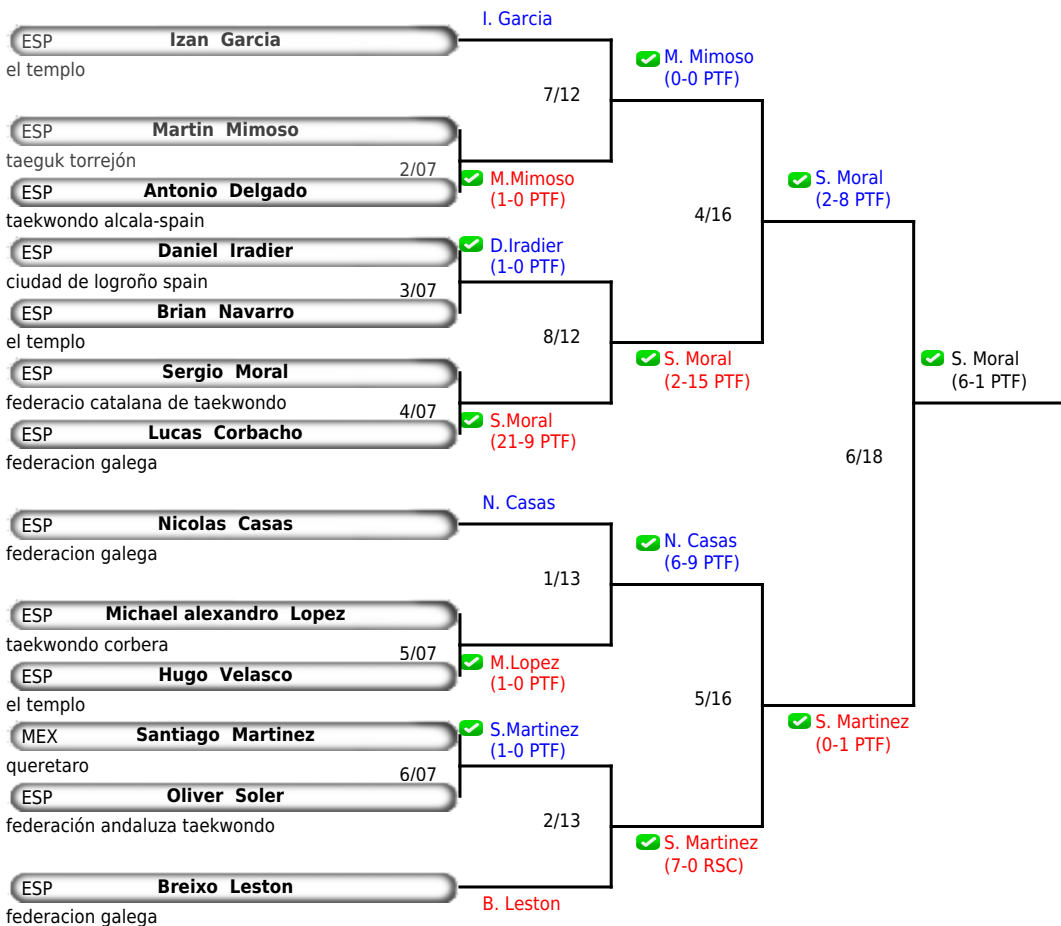 I. Garcia
ESP Izan Garcia
el templo
M. Mimoso
(0-0 PTF)
7/12
ESP Martin Mimoso
taeguk torrejón
2/07
M.Mimoso
(1-0 PTF)
ESP Antonio Delgado
taekwondo alcala-spain
S. Moral
(2-8 PTF)
4/16
ESP Daniel Iradier
D.Iradier
(1-0 PTF)
ciudad de logroño spain
3/07
ESP Brian Navarro
el templo
8/12
ESP Sergio Moral
S. Moral
(2-15 PTF)
S. Moral
(6-1 PTF)
federacio catalana de taekwondo
4/07
S.Moral
(21-9 PTF)
ESP Lucas Corbacho
federacion galega
6/18
N. Casas
ESP Nicolas Casas
federacion galega
N. Casas
(6-9 PTF)
1/13
ESP Michael alexandro Lopez
taekwondo corbera
5/07
M.Lopez
(1-0 PTF)
ESP Hugo Velasco
el templo
5/16
MEX Santiago Martinez
S.Martinez
(1-0 PTF)
S. Martinez
(0-1 PTF)
queretaro
6/07
ESP Oliver Soler
federación andaluza taekwondo
2/13
S. Martinez
(7-0 RSC)
ESP Breixo Leston
B. Leston
federacion galega